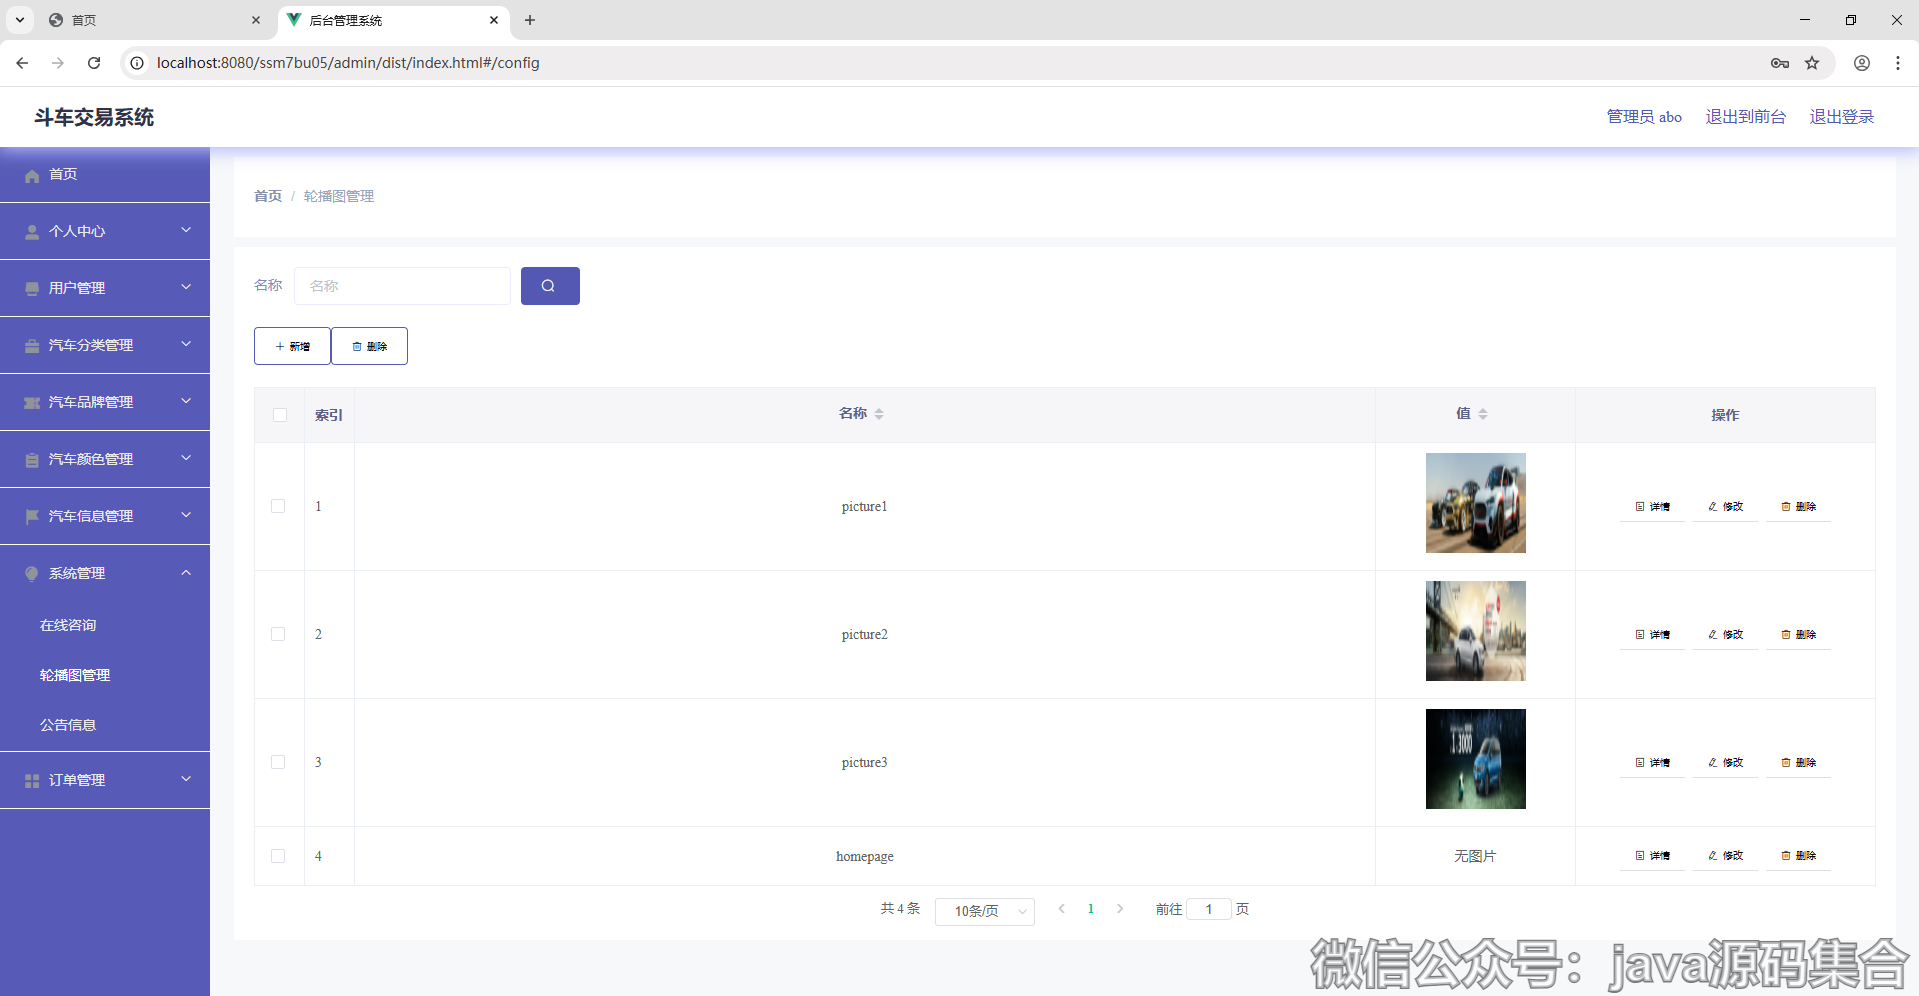 首页
后台管理系统
localhost:8080/ssm7bu05/admin/dist/index.html#/config
斗车交易系统
管理员 abo
退出到前台
退出登录
首页
个人中心
用户管理
汽车分类管理
汽车品牌管理
汽车颜色管理
汽车信息管理
系统管理
在线咨询
轮播图管理
公告信息
订单管理
首页 / 轮播图管理
名称 名称
新增 删除
索引 名称 值 操作
1 picture1 详情 修改 删除
2 picture2 详情 修改 删除
3 picture3 详情 修改 删除
4 homepage 无图片 详情 修改 删除
共 4 条 10条/页 1 前往 1 页
微信公众号：java源码集合